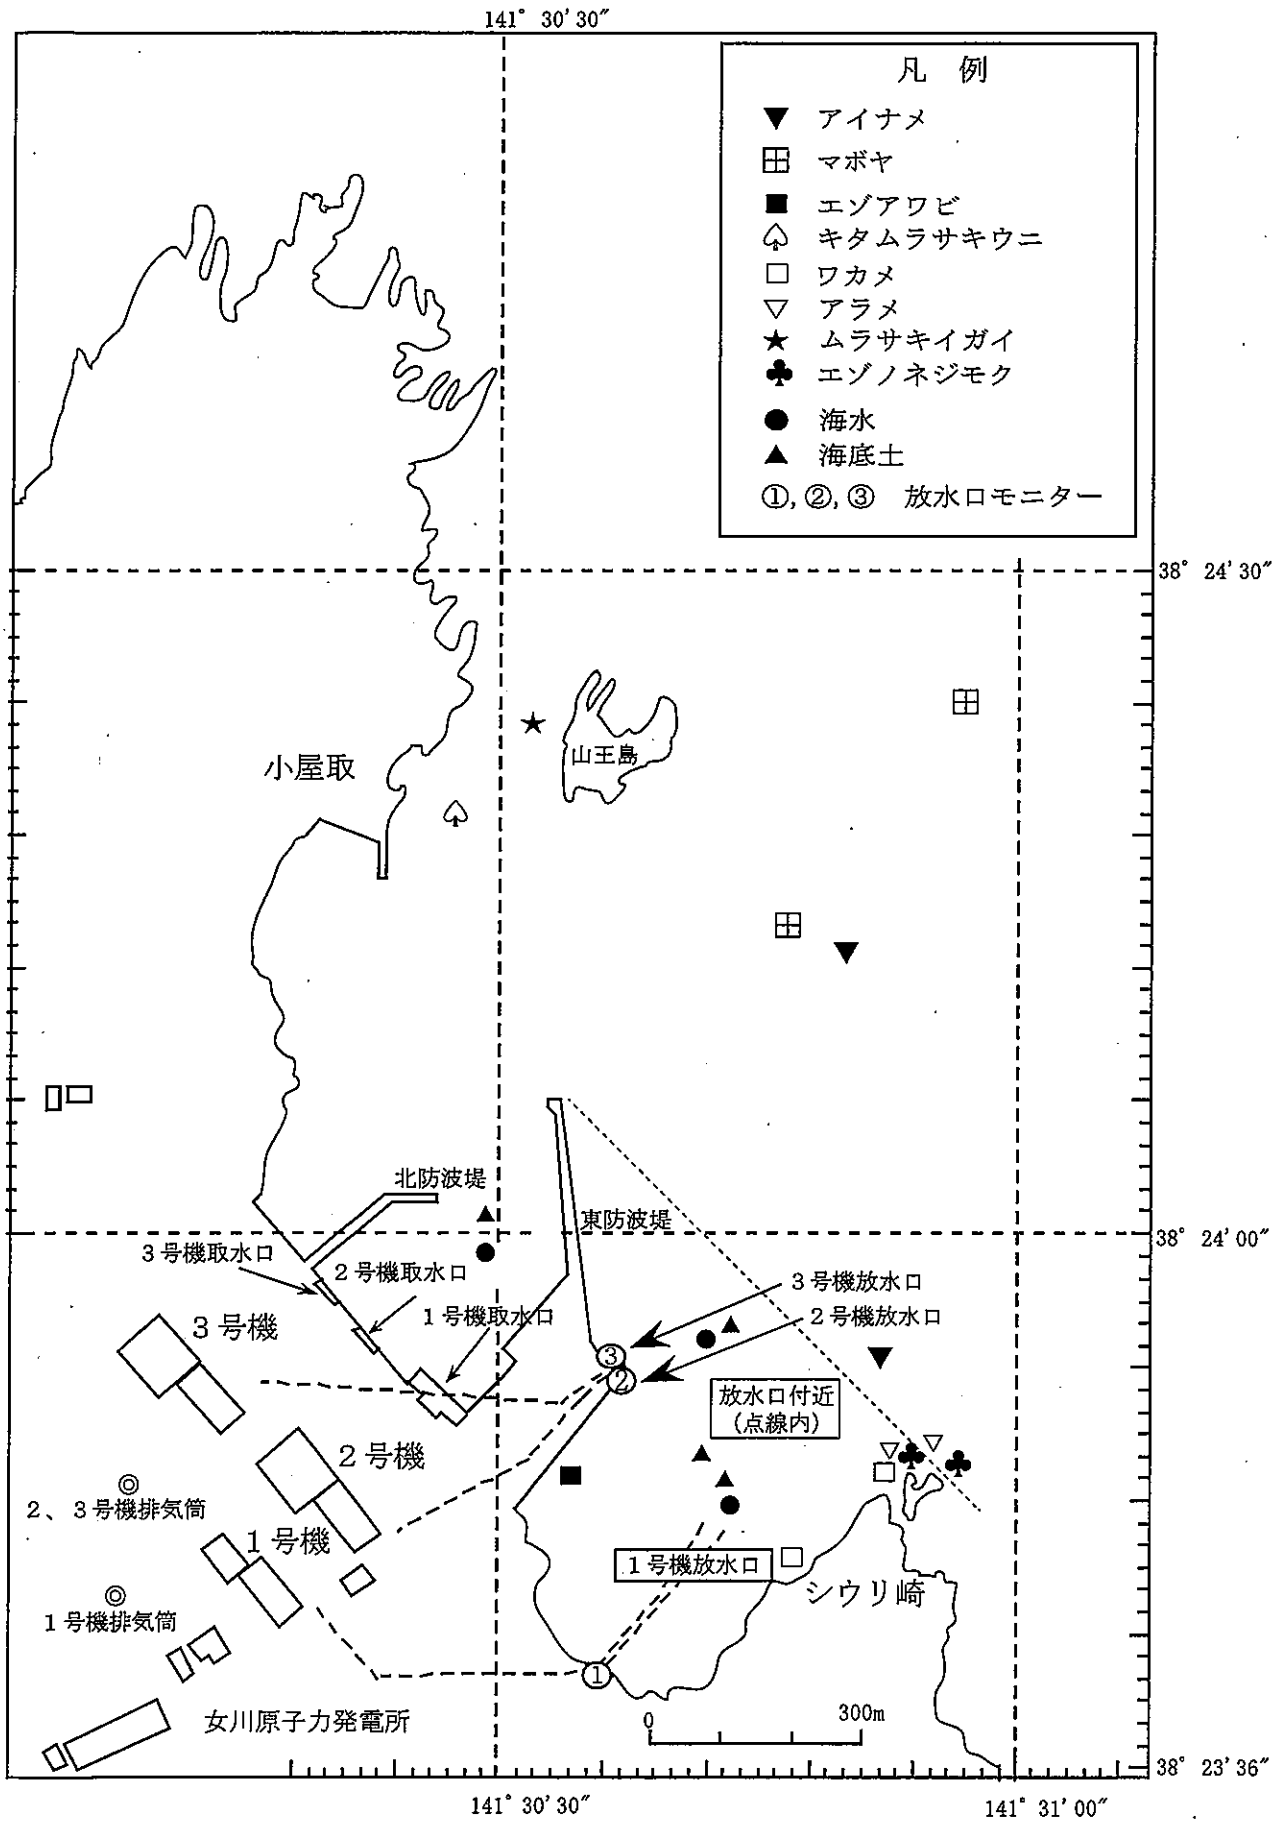 141° 30′30″
凡 例
アイナメ
マボヤ
エゾアワビ
キタムラサキウニ
ワカメ
アラメ
ムラサキイガイ
エゾノネジモク
海水
海底土
①, ②, ③ 放水口モニター
38° 24′30″
山王島
小屋取
北防波堤
東防波堤
38° 24′00″
3号機取水口
2号機取水口
1号機取水口
3号機放水口
2号機放水口
3号機
③
②
放水口付近
(点線内)
2号機
2、3号機排気筒
1号機
1号機放水口
シウリ崎
1号機排気筒
①
女川原子力発電所
0
300m
38° 23′36″
141° 30′30″
141° 31′00″